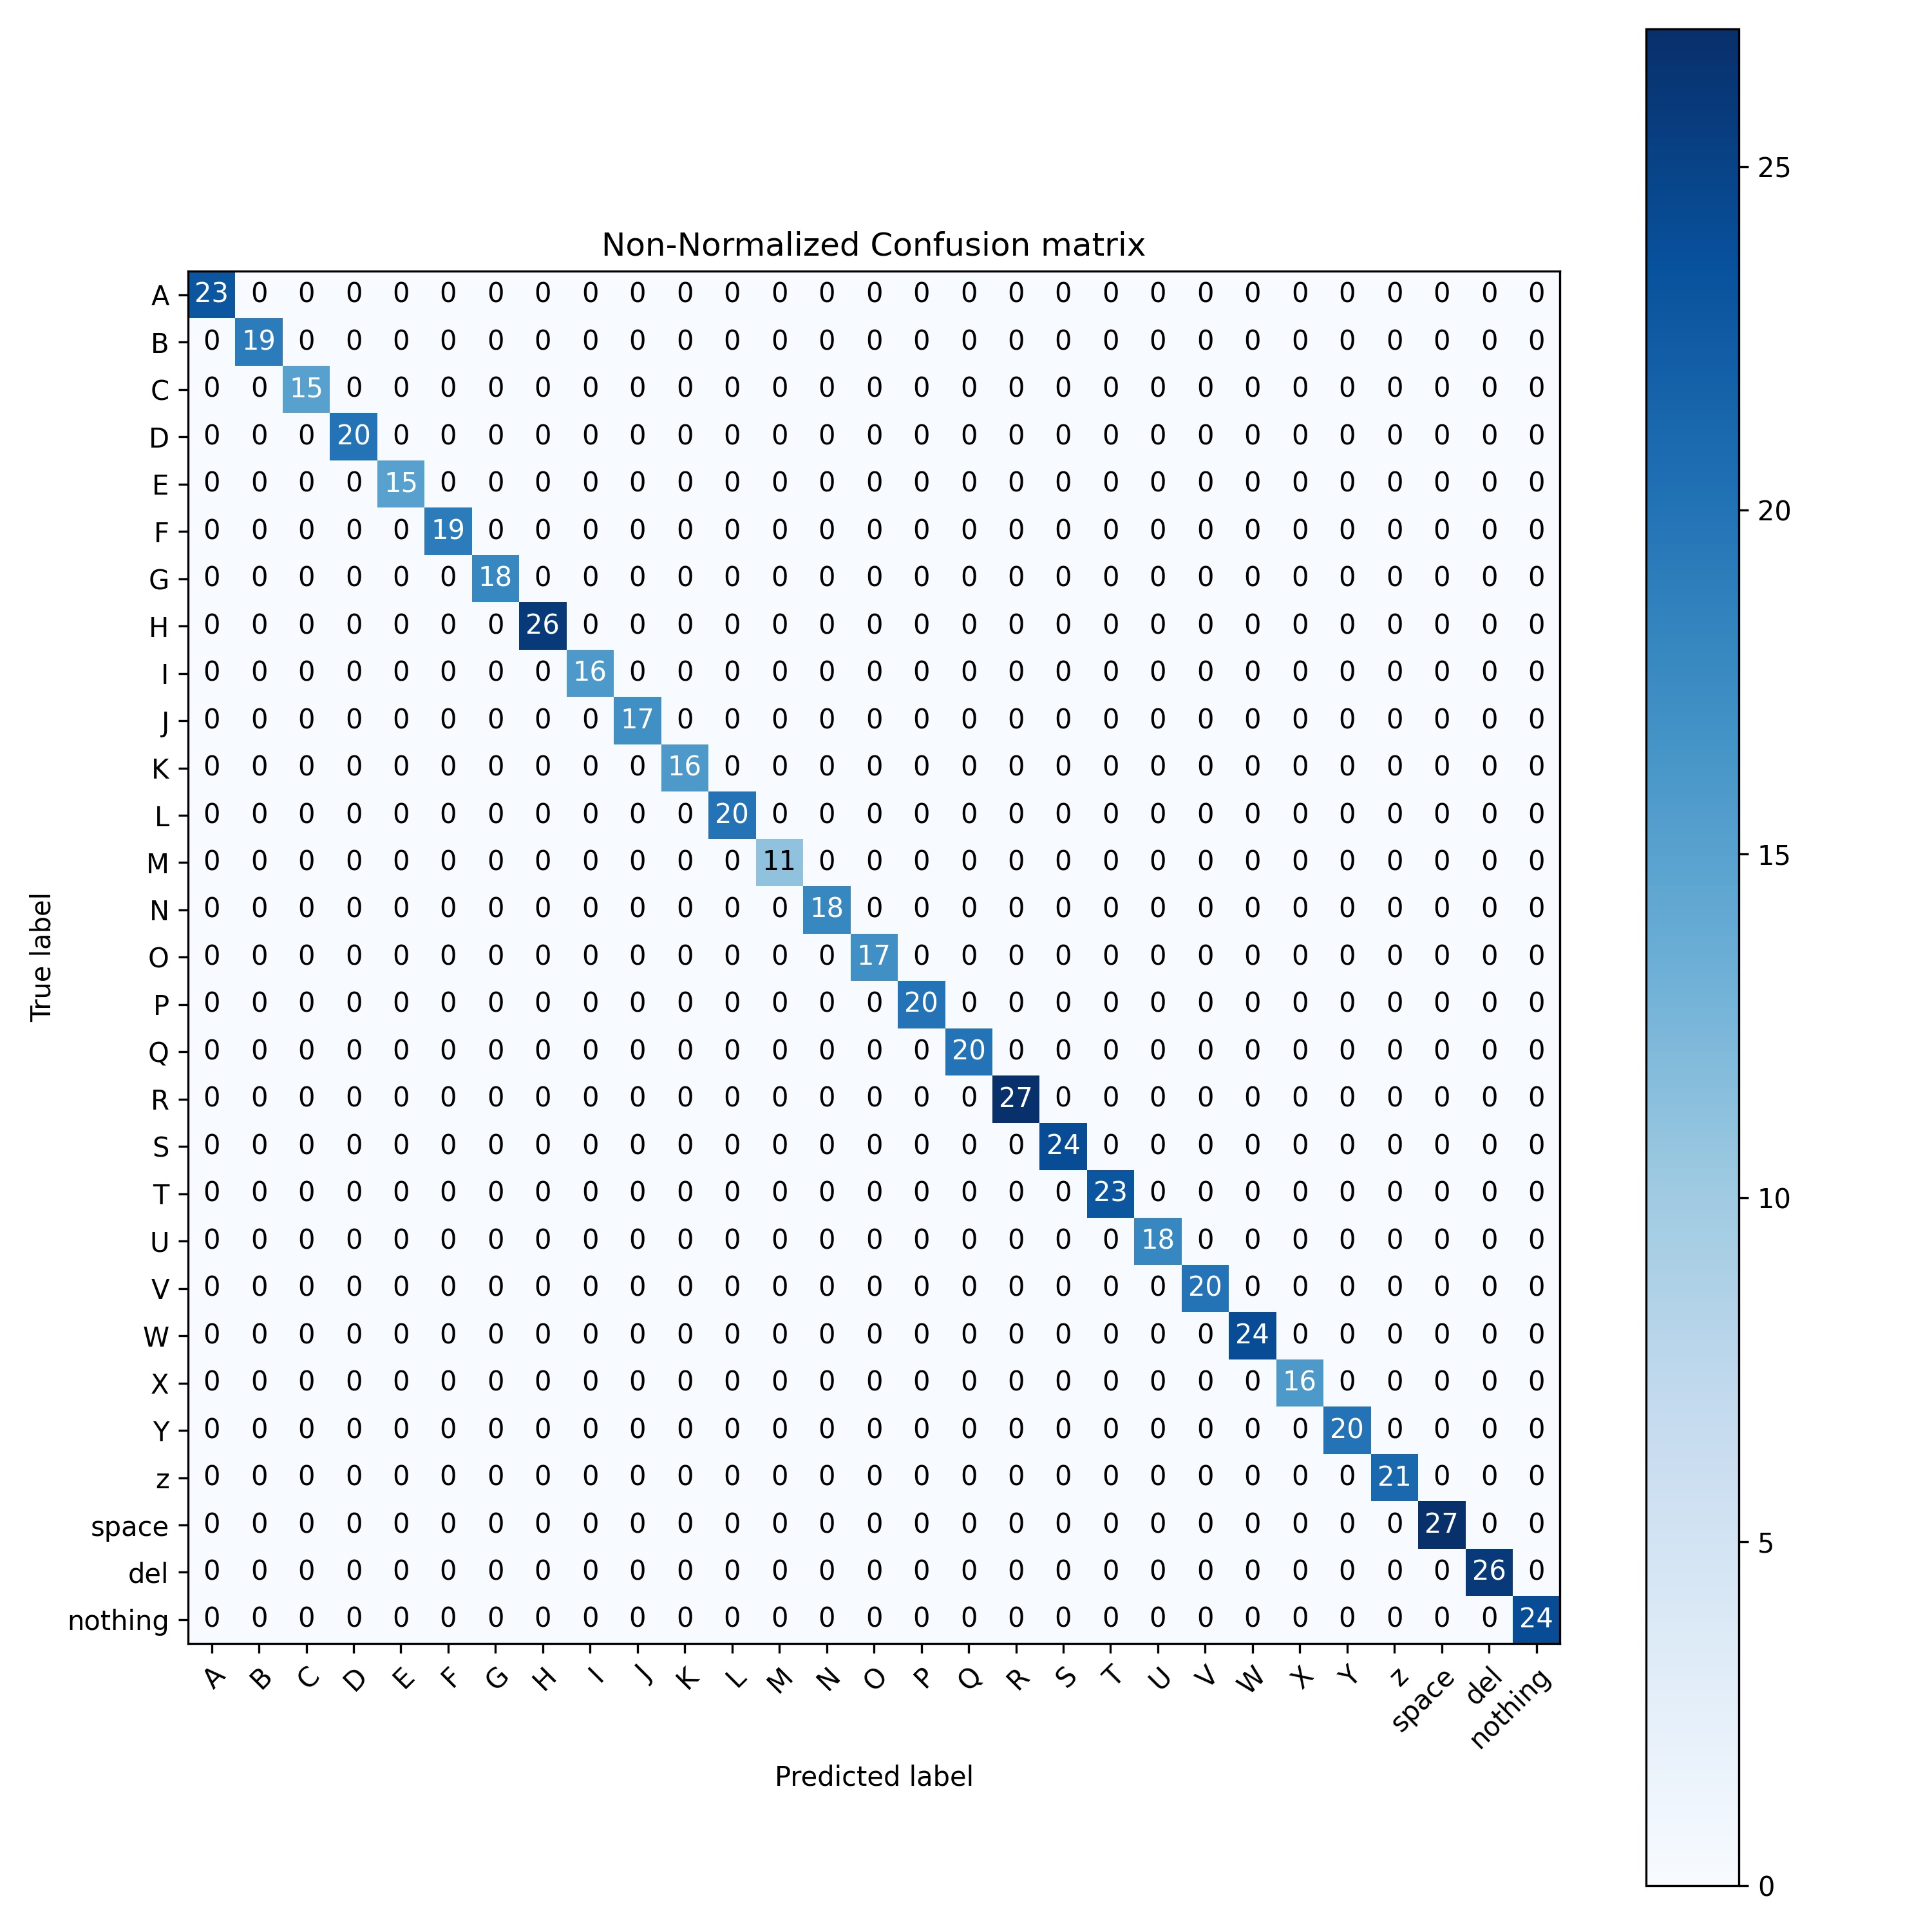 Non-Normalized Confusion matrix
A 23 0 0 0 0 0 0 0 0 0 0 0 0 0 0 0 0 0 0 0 0 0 0 0 0 0 0 0 0
B 0 19 0 0 0 0 0 0 0 0 0 0 0 0 0 0 0 0 0 0 0 0 0 0 0 0 0 0 0
C 0 0 15 0 0 0 0 0 0 0 0 0 0 0 0 0 0 0 0 0 0 0 0 0 0 0 0 0 0
D 0 0 0 20 0 0 0 0 0 0 0 0 0 0 0 0 0 0 0 0 0 0 0 0 0 0 0 0 0
E 0 0 0 0 15 0 0 0 0 0 0 0 0 0 0 0 0 0 0 0 0 0 0 0 0 0 0 0 0
F 0 0 0 0 0 19 0 0 0 0 0 0 0 0 0 0 0 0 0 0 0 0 0 0 0 0 0 0 0
G 0 0 0 0 0 0 18 0 0 0 0 0 0 0 0 0 0 0 0 0 0 0 0 0 0 0 0 0 0
H 0 0 0 0 0 0 0 26 0 0 0 0 0 0 0 0 0 0 0 0 0 0 0 0 0 0 0 0 0
I 0 0 0 0 0 0 0 0 16 0 0 0 0 0 0 0 0 0 0 0 0 0 0 0 0 0 0 0 0
J 0 0 0 0 0 0 0 0 0 17 0 0 0 0 0 0 0 0 0 0 0 0 0 0 0 0 0 0 0
K 0 0 0 0 0 0 0 0 0 0 16 0 0 0 0 0 0 0 0 0 0 0 0 0 0 0 0 0 0
L 0 0 0 0 0 0 0 0 0 0 0 20 0 0 0 0 0 0 0 0 0 0 0 0 0 0 0 0 0
M 0 0 0 0 0 0 0 0 0 0 0 0 11 0 0 0 0 0 0 0 0 0 0 0 0 0 0 0 0
N 0 0 0 0 0 0 0 0 0 0 0 0 0 18 0 0 0 0 0 0 0 0 0 0 0 0 0 0 0
O 0 0 0 0 0 0 0 0 0 0 0 0 0 0 17 0 0 0 0 0 0 0 0 0 0 0 0 0 0
P 0 0 0 0 0 0 0 0 0 0 0 0 0 0 0 20 0 0 0 0 0 0 0 0 0 0 0 0 0
Q 0 0 0 0 0 0 0 0 0 0 0 0 0 0 0 0 20 0 0 0 0 0 0 0 0 0 0 0 0
R 0 0 0 0 0 0 0 0 0 0 0 0 0 0 0 0 0 27 0 0 0 0 0 0 0 0 0 0 0
S 0 0 0 0 0 0 0 0 0 0 0 0 0 0 0 0 0 0 24 0 0 0 0 0 0 0 0 0 0
T 0 0 0 0 0 0 0 0 0 0 0 0 0 0 0 0 0 0 0 23 0 0 0 0 0 0 0 0 0
U 0 0 0 0 0 0 0 0 0 0 0 0 0 0 0 0 0 0 0 0 18 0 0 0 0 0 0 0 0
V 0 0 0 0 0 0 0 0 0 0 0 0 0 0 0 0 0 0 0 0 0 20 0 0 0 0 0 0 0
W 0 0 0 0 0 0 0 0 0 0 0 0 0 0 0 0 0 0 0 0 0 0 24 0 0 0 0 0 0
X 0 0 0 0 0 0 0 0 0 0 0 0 0 0 0 0 0 0 0 0 0 0 0 16 0 0 0 0 0
Y 0 0 0 0 0 0 0 0 0 0 0 0 0 0 0 0 0 0 0 0 0 0 0 0 20 0 0 0 0
z 0 0 0 0 0 0 0 0 0 0 0 0 0 0 0 0 0 0 0 0 0 0 0 0 0 21 0 0 0
space 0 0 0 0 0 0 0 0 0 0 0 0 0 0 0 0 0 0 0 0 0 0 0 0 0 0 27 0 0
del 0 0 0 0 0 0 0 0 0 0 0 0 0 0 0 0 0 0 0 0 0 0 0 0 0 0 0 26 0
nothing 0 0 0 0 0 0 0 0 0 0 0 0 0 0 0 0 0 0 0 0 0 0 0 0 0 0 0 0 24
A B C D E F G H I J K L M N O P Q R S T U V W X Y z space del nothing
Predicted label
True label
25
20
15
10
5
0